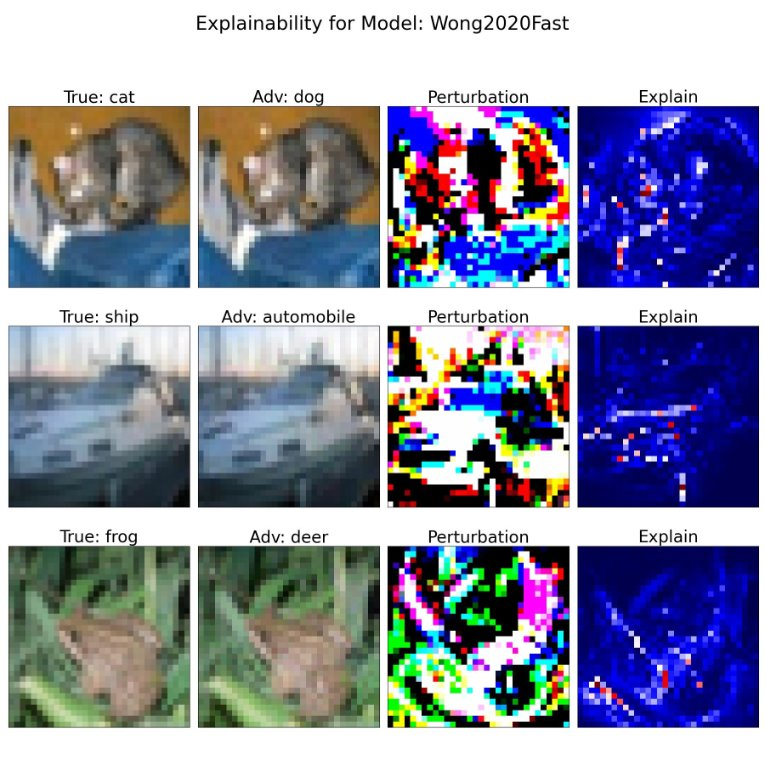 Explainability for Model: Wong2020Fast
True: cat Adv: dog Perturbation Explain
True: ship Adv: automobile Perturbation Explain
True: frog Adv: deer Perturbation Explain